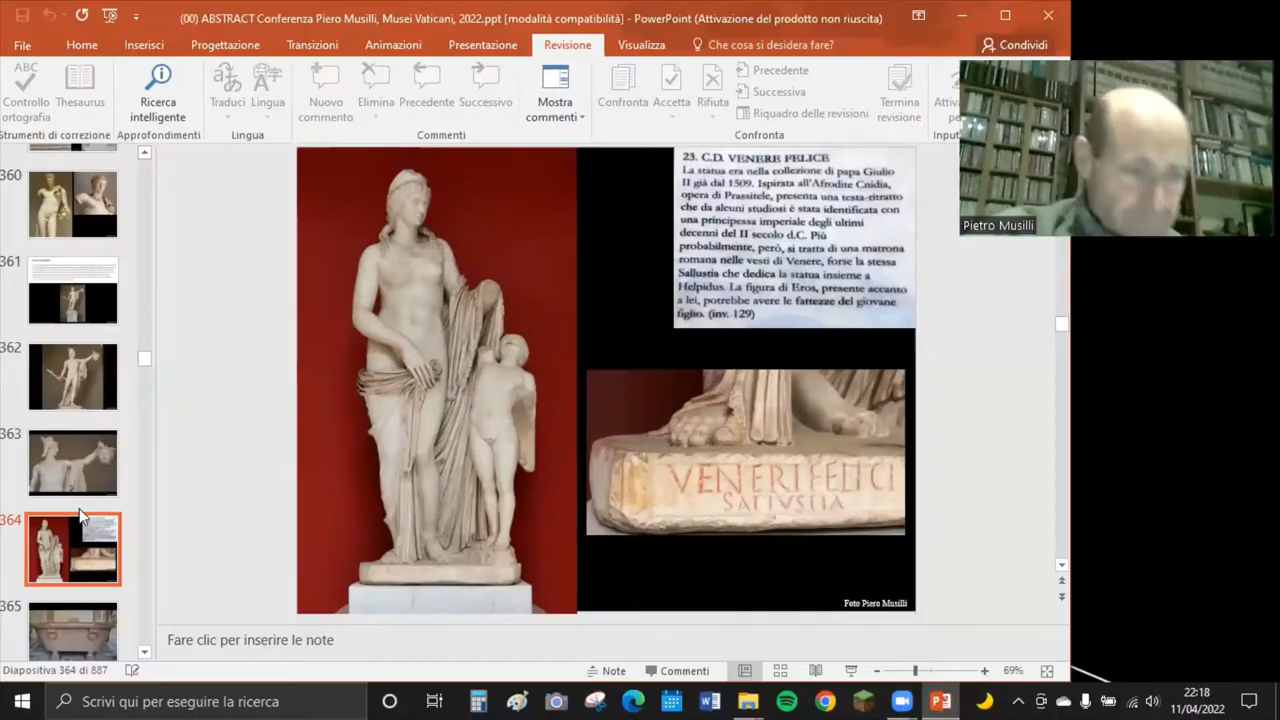 (00) ABSTRACT Conferenza Piero Musilli, Musei Vaticani, 2022.ppt [modalità compatibilità] - PowerPoint (Attivazione del prodotto non riuscita)
File Home Inserisci Progettazione Transizioni Animazioni Presentazione Revisione Visualizza Che cosa si desidera fare? Condividi
ABC
Controllo ortografia
Thesaurus
Ricerca intelligente
Traduci
Lingua
Nuovo commento
Elimina
Precedente
Successivo
Mostra commenti
Confronta
Accetta
Rifiuta
Precedente
Successiva
Riquadro delle revisioni
Termina revisione
Strumenti di correzione Approfondimenti Lingua Commenti Confronta
360
361
362
363
364
365
23. C.D. VENERE FELICE
La statua era nella collezione di papa Giulio
II già dal 1509. Ispirata all'Afrodite Cnidia,
opera di Prassitele, presenta una testa-ritratto
che da alcuni studiosi è stata identificata con
una principessa imperiale degli ultimi
decenni del II secolo d.C. Più
probabilmente, però, si tratta di una matrona
romana nelle vesti di Venere, forse la stessa
Sallustia che dedica la statua insieme a
Helpidus. La figura di Eros, presente accanto
a lei, potrebbe avere le fattezze del giovane
figlio. (inv. 129)
VENERI FELICI
SALLUSTIA
Foto Piero Musilli
Pietro Musilli
Fare clic per inserire le note
Diapositiva 364 di 887
Note Commenti 69%
Scrivi qui per eseguire la ricerca
22:18
11/04/2022